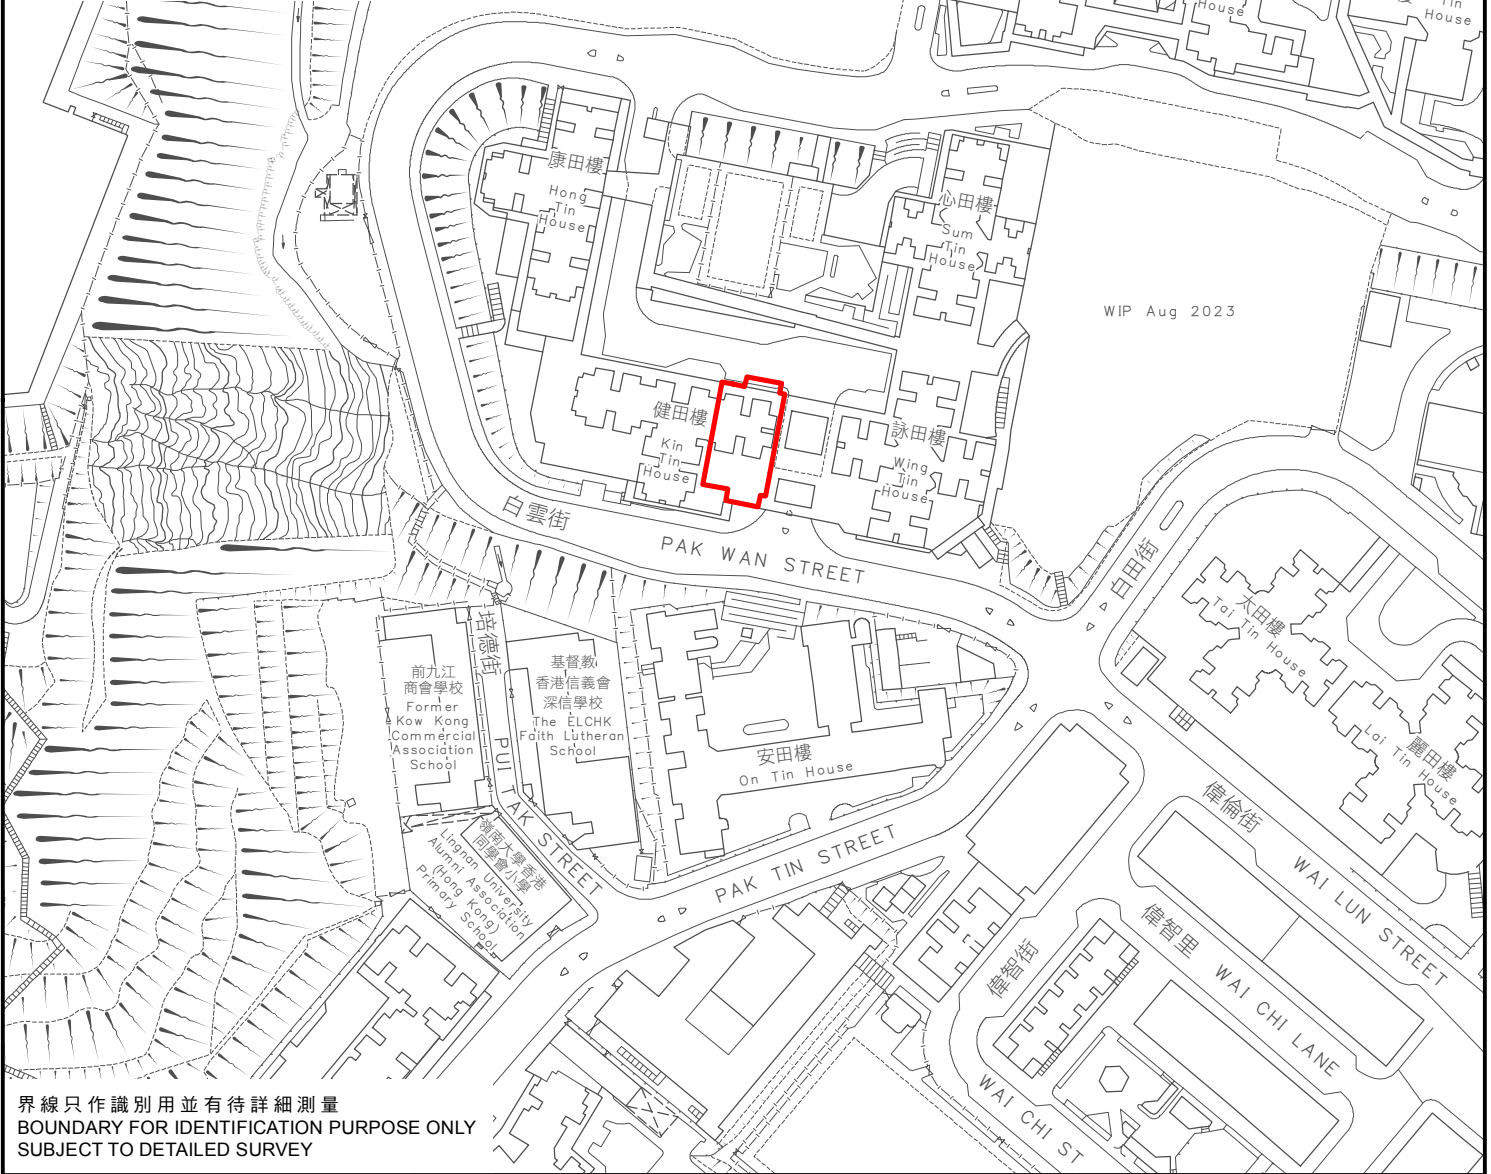 House
Tin
House
康田樓
Hong
Tin
House
心田樓
Sum
Tin
House
WIP Aug 2023
健田樓
Kin
Tin
House
詠田樓
Wing
Tin
House
白雲街
PAK WAN STREET
白田街
太田樓
Tai Tin House
麗田樓
Lai Tin House
培德街
PUI TAK STREET
前九江
商會學校
Former
Kow Kong
Commercial
Association
School
基督教
香港信義會
深信學校
The ELCHK
Faith Lutheran
School
安田樓
On Tin House
嶺南大學香港
同學會小學
Lingnan University
Alumni Association
(Hong Kong)
Primary School
PAK TIN STREET
偉倫街
WAI LUN STREET
偉智里
WAI CHI LANE
偉智街
WAI CHI ST
界線只作識別用並有待詳細測量
BOUNDARY FOR IDENTIFICATION PURPOSE ONLY
SUBJECT TO DETAILED SURVEY